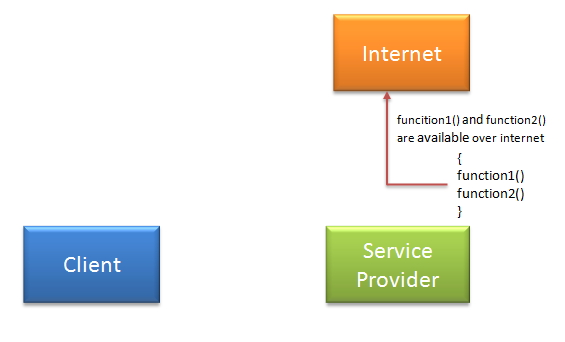 Internet
funcition1() and function2()
are available over internet
{
function1()
function2()
}
Client
Service
Provider